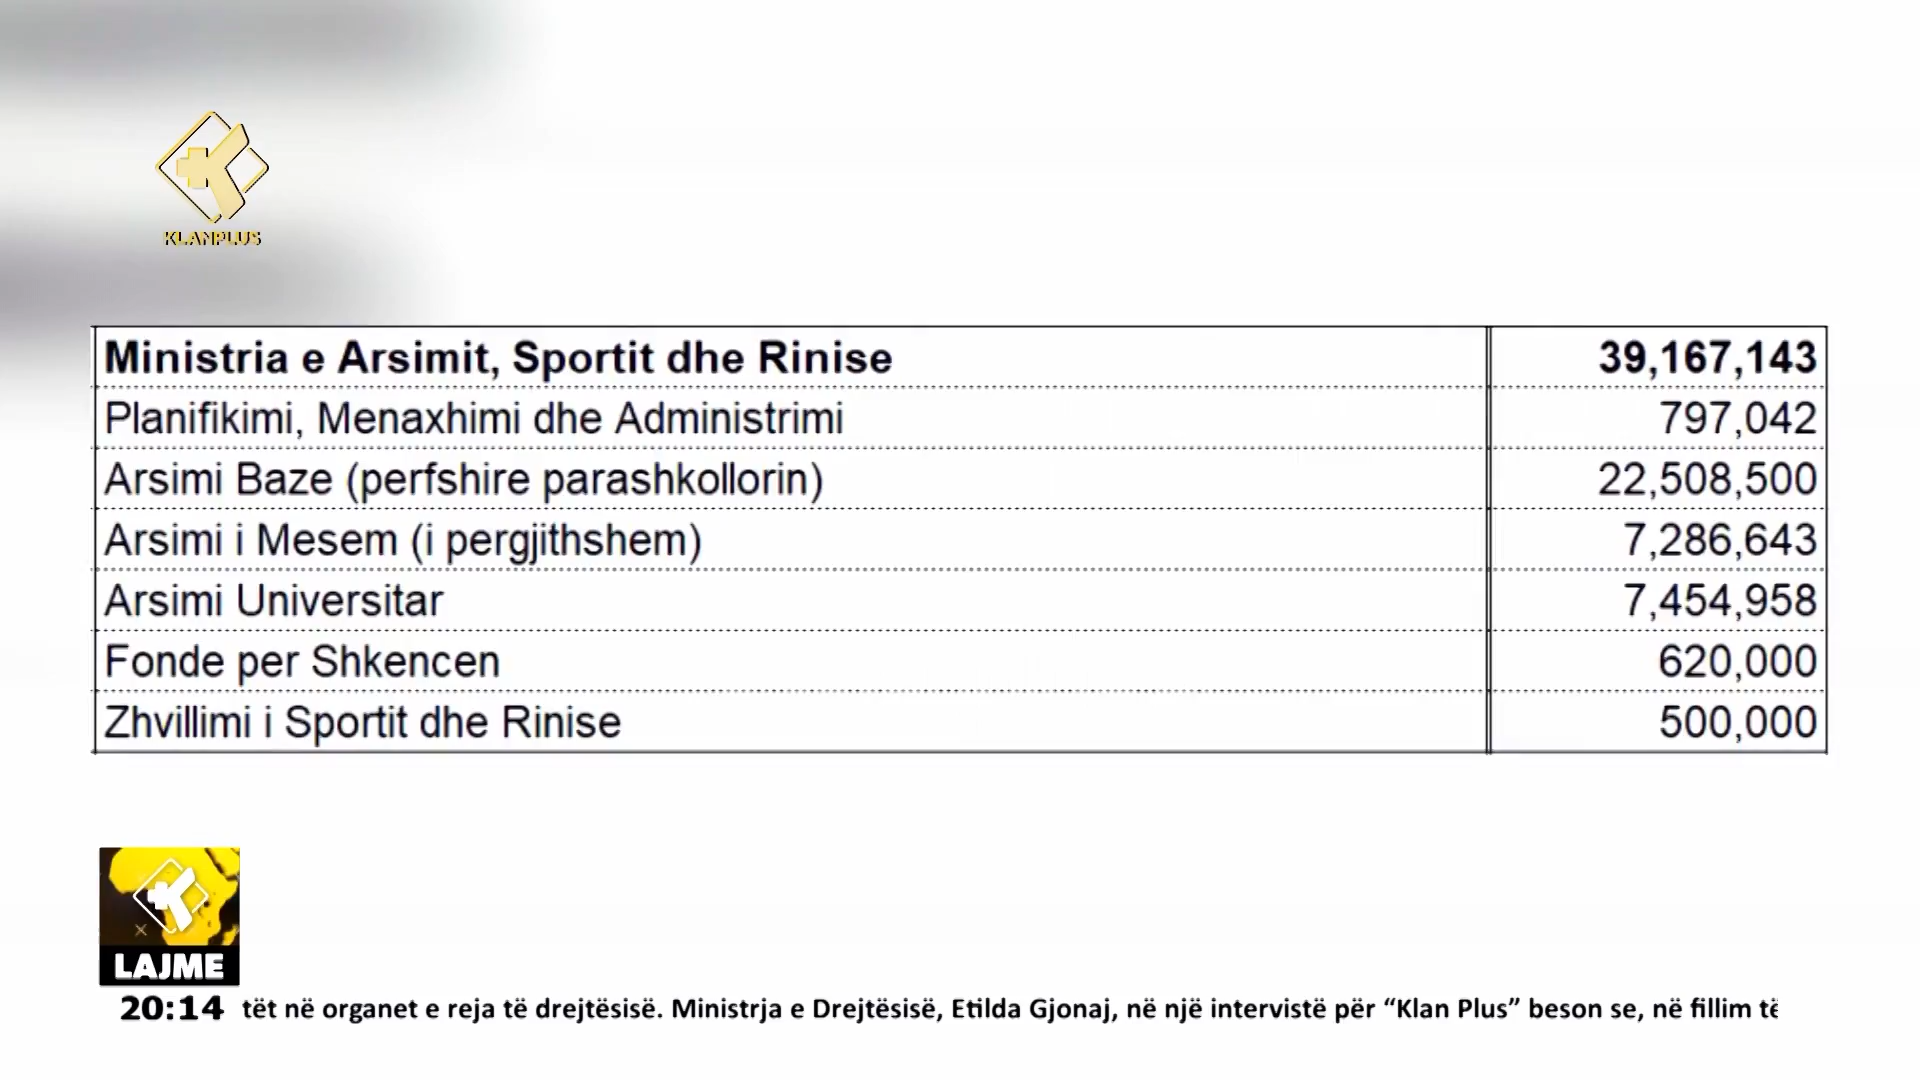 KLANPLUS
Ministria e Arsimit, Sportit dhe Rinise 39,167,143
Planifikimi, Menaxhimi dhe Administrimi 797,042
Arsimi Baze (perfshire parashkollorin) 22,508,500
Arsimi i Mesem (i pergjithshem) 7,286,643
Arsimi Universitar 7,454,958
Fonde per Shkencen 620,000
Zhvillimi i Sportit dhe Rinise 500,000
LAJME
20:14 tët në organet e reja të drejtësisë. Ministrja e Drejtësisë, Etilda Gjonaj, në një intervistë për “Klan Plus” beson se, në fillim të